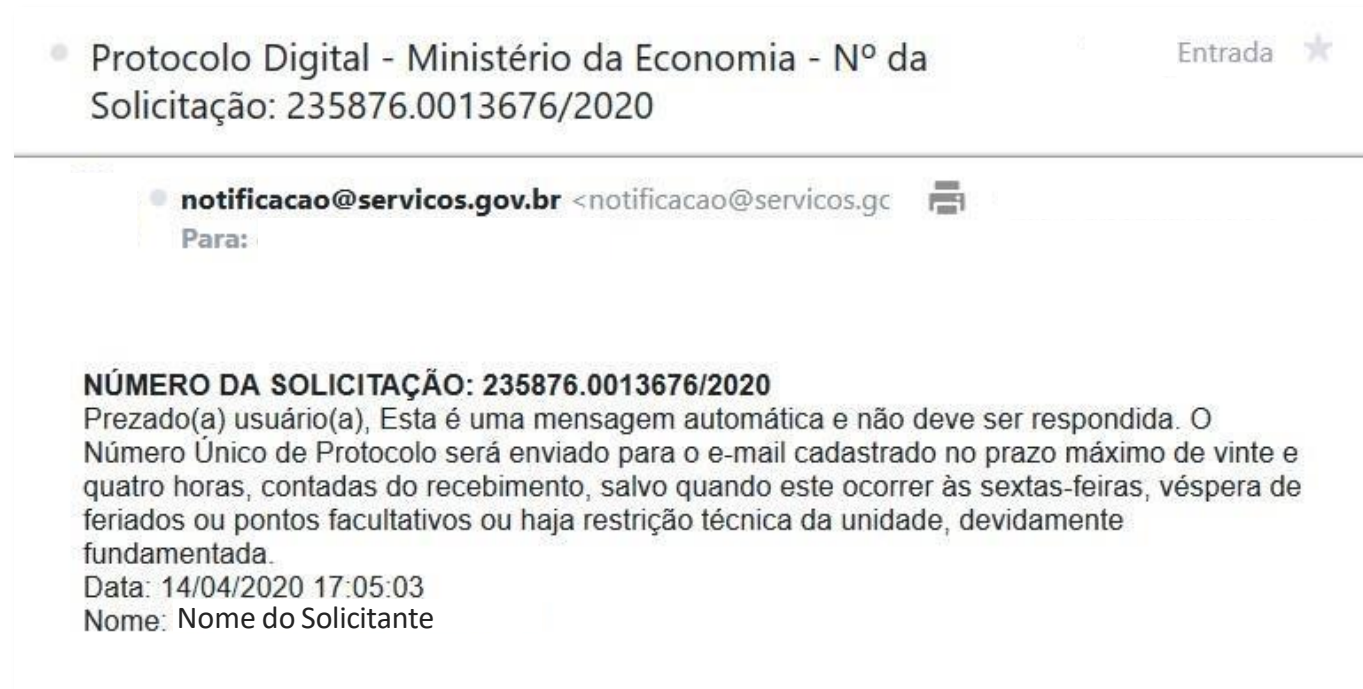 Protocolo Digital - Ministério da Economia - Nº da
Entrada
Solicitação: 235876.0013676/2020
notificacao@servicos.gov.br <notificacao@servicos.gc
Para:
NÚMERO DA SOLICITAÇÃO: 235876.0013676/2020
Prezado(a) usuário(a), Esta é uma mensagem automática e não deve ser respondida. O
Número Único de Protocolo será enviado para o e-mail cadastrado no prazo máximo de vinte e
quatro horas, contadas do recebimento, salvo quando este ocorrer às sextas-feiras, véspera de
feriados ou pontos facultativos ou haja restrição técnica da unidade, devidamente
fundamentada.
Data: 14/04/2020 17:05:03
Nome: Nome do Solicitante